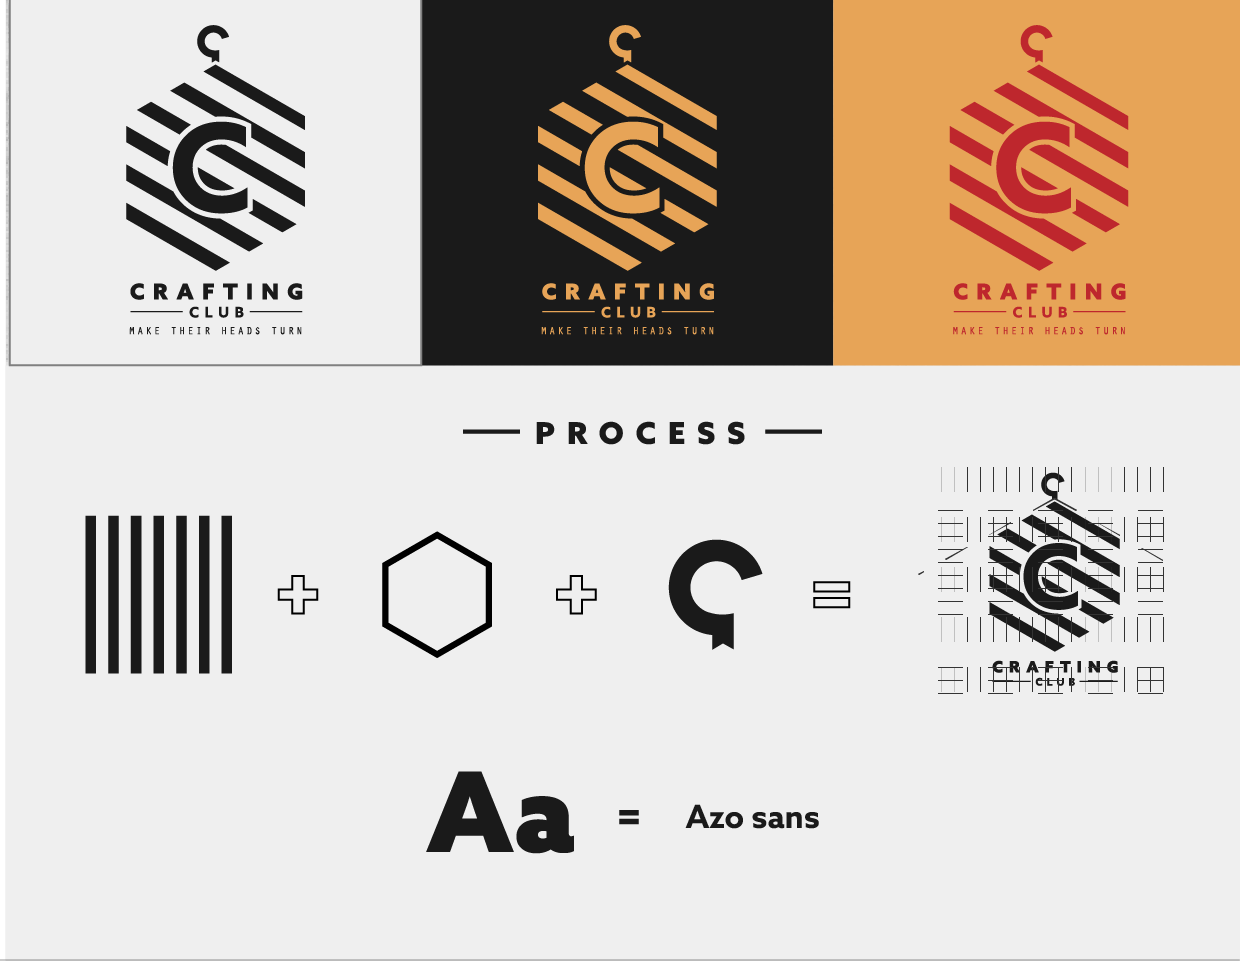 C
CRAFTING
CLUB
MAKE THEIR HEADS TURN
C
CRAFTING
CLUB
MAKE THEIR HEADS TURN
C
CRAFTING
CLUB
MAKE THEIR HEADS TURN
PROCESS
C
CRAFTING
CLUB
Aa = Azo sans